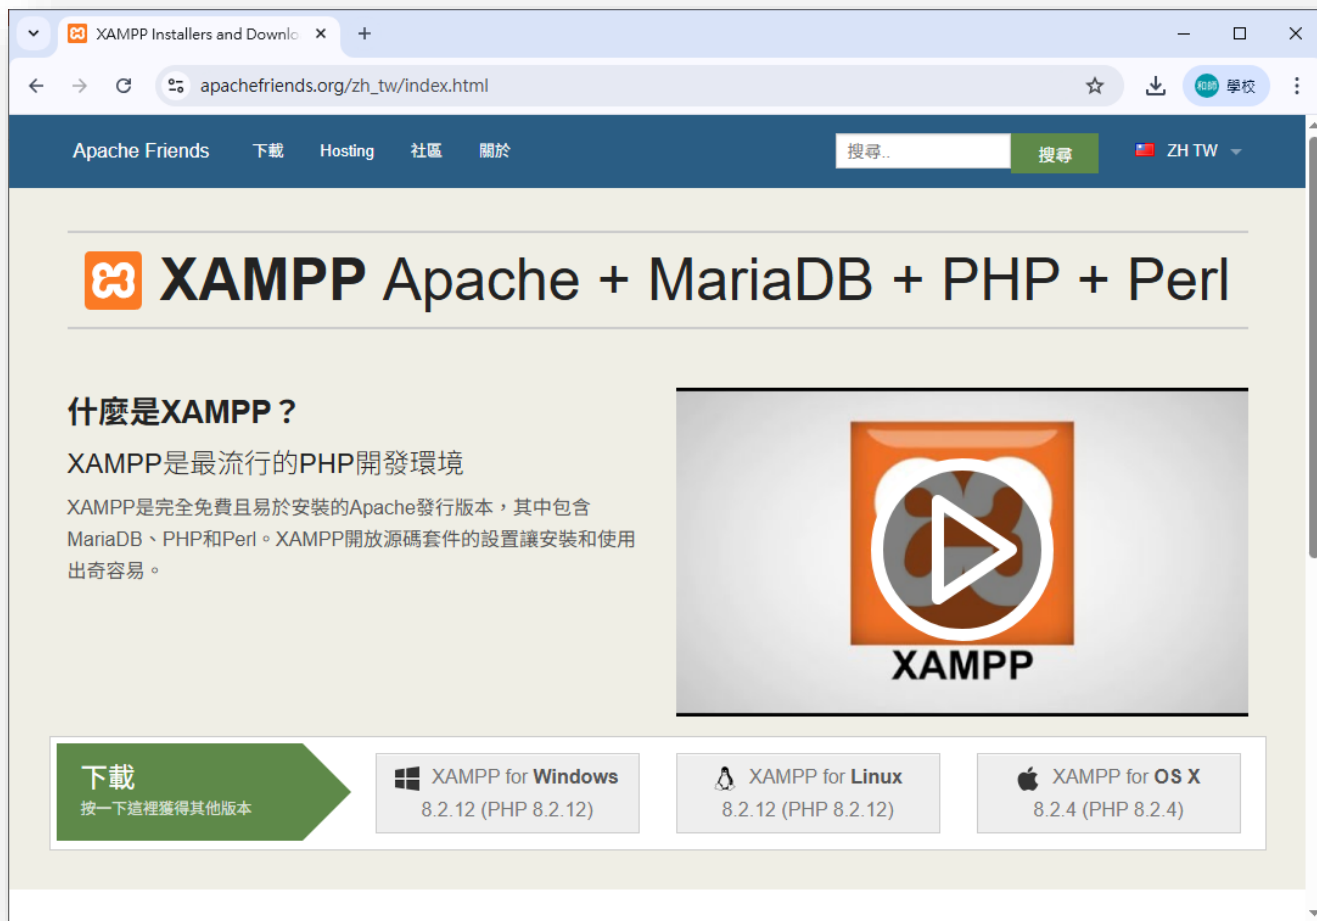 XAMPP Installers and Downlo
apachefriends.org/zh_tw/index.html
和師 學校
Apache Friends 下載 Hosting 社區 關於 搜尋.. 搜尋 ZH TW
XAMPP Apache + MariaDB + PHP + Perl
什麼是XAMPP？
XAMPP是最流行的PHP開發環境
XAMPP是完全免費且易於安裝的Apache發行版本，其中包含
MariaDB、PHP和Perl。XAMPP開放源碼套件的設置讓安裝和使用
出奇容易。
XAMPP
下載
按一下這裡獲得其他版本
XAMPP for Windows
8.2.12 (PHP 8.2.12)
XAMPP for Linux
8.2.12 (PHP 8.2.12)
XAMPP for OS X
8.2.4 (PHP 8.2.4)